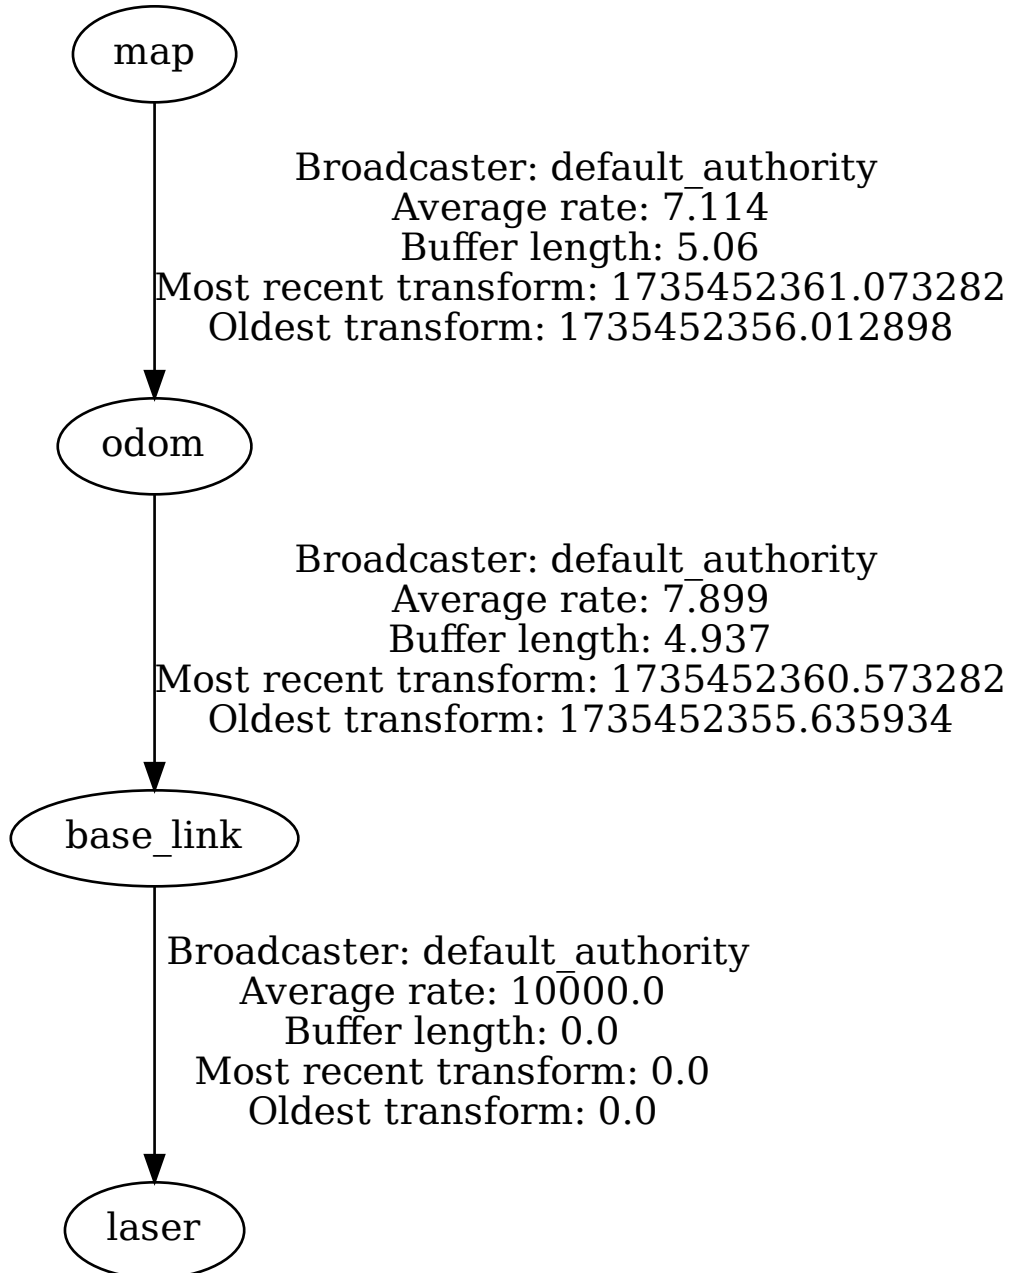 map
Broadcaster: default_authority
Average rate: 7.114
Buffer length: 5.06
Most recent transform: 1735452361.073282
Oldest transform: 1735452356.012898
odom
Broadcaster: default_authority
Average rate: 7.899
Buffer length: 4.937
Most recent transform: 1735452360.573282
Oldest transform: 1735452355.635934
base_link
Broadcaster: default_authority
Average rate: 10000.0
Buffer length: 0.0
Most recent transform: 0.0
Oldest transform: 0.0
laser